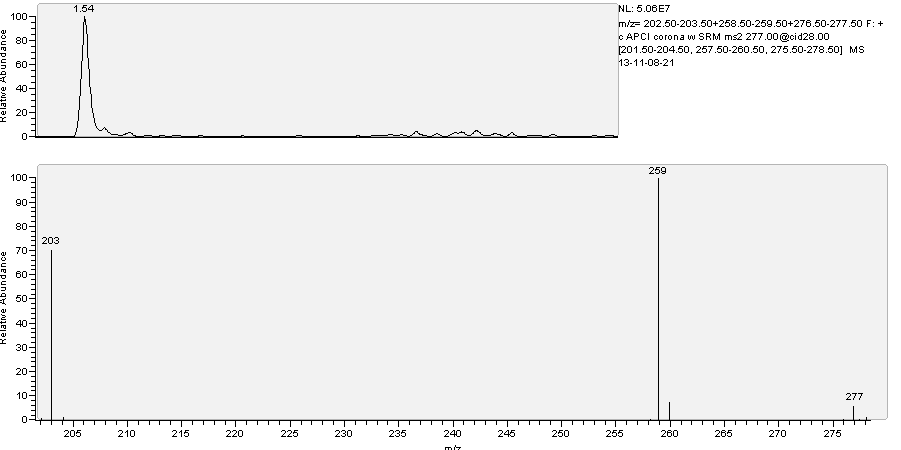 1.54
NL: 5.06E7
m/z= 202.50-203.50+258.50-259.50+276.50-277.50 F: +
c APCI corona w SRM ms2 277.00@cid28.00
[201.50-204.50, 257.50-260.50, 275.50-278.50] MS
13-11-08-21
100
80
60
40
20
0
Relative Abundance
259
203
277
100
90
80
70
60
50
40
30
20
10
0
Relative Abundance
205 210 215 220 225 230 235 240 245 250 255 260 265 270 275
m/z